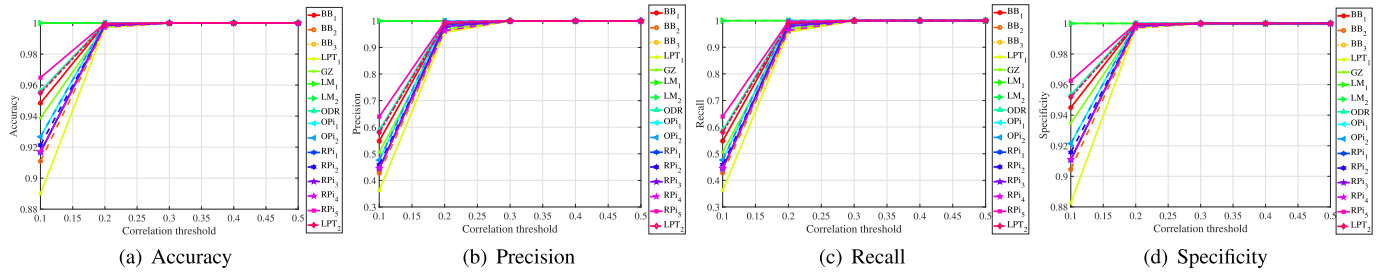 Accuracy
1
0.98
0.96
0.94
0.92
0.9
0.88
0.1 0.15 0.2 0.25 0.3 0.35 0.4 0.45 0.5
Correlation threshold
BB1
BB2
BB3
LPT1
GZ
LM1
LM2
ODR
OPi1
OPi2
RPi1
RPi2
RPi3
RPi4
RPi5
LPT2
(a) Accuracy
Precision
1
0.9
0.8
0.7
0.6
0.5
0.4
0.3
0.1 0.15 0.2 0.25 0.3 0.35 0.4 0.45 0.5
Correlation threshold
BB1
BB2
BB3
LPT1
GZ
LM1
LM2
ODR
OPi1
OPi2
RPi1
RPi2
RPi3
RPi4
RPi5
LPT2
(b) Precision
Recall
1
0.9
0.8
0.7
0.6
0.5
0.4
0.3
0.1 0.15 0.2 0.25 0.3 0.35 0.4 0.45 0.5
Correlation threshold
BB1
BB2
BB3
LPT1
GZ
LM1
LM2
ODR
OPi1
OPi2
RPi1
RPi2
RPi3
RPi4
RPi5
LPT2
(c) Recall
Specificity
1
0.98
0.96
0.94
0.92
0.9
0.88
0.1 0.15 0.2 0.25 0.3 0.35 0.4 0.45 0.5
Correlation threshold
BB1
BB2
BB3
LPT1
GZ
LM1
LM2
ODR
OPi1
OPi2
RPi1
RPi2
RPi3
RPi4
RPi5
LPT2
(d) Specificity